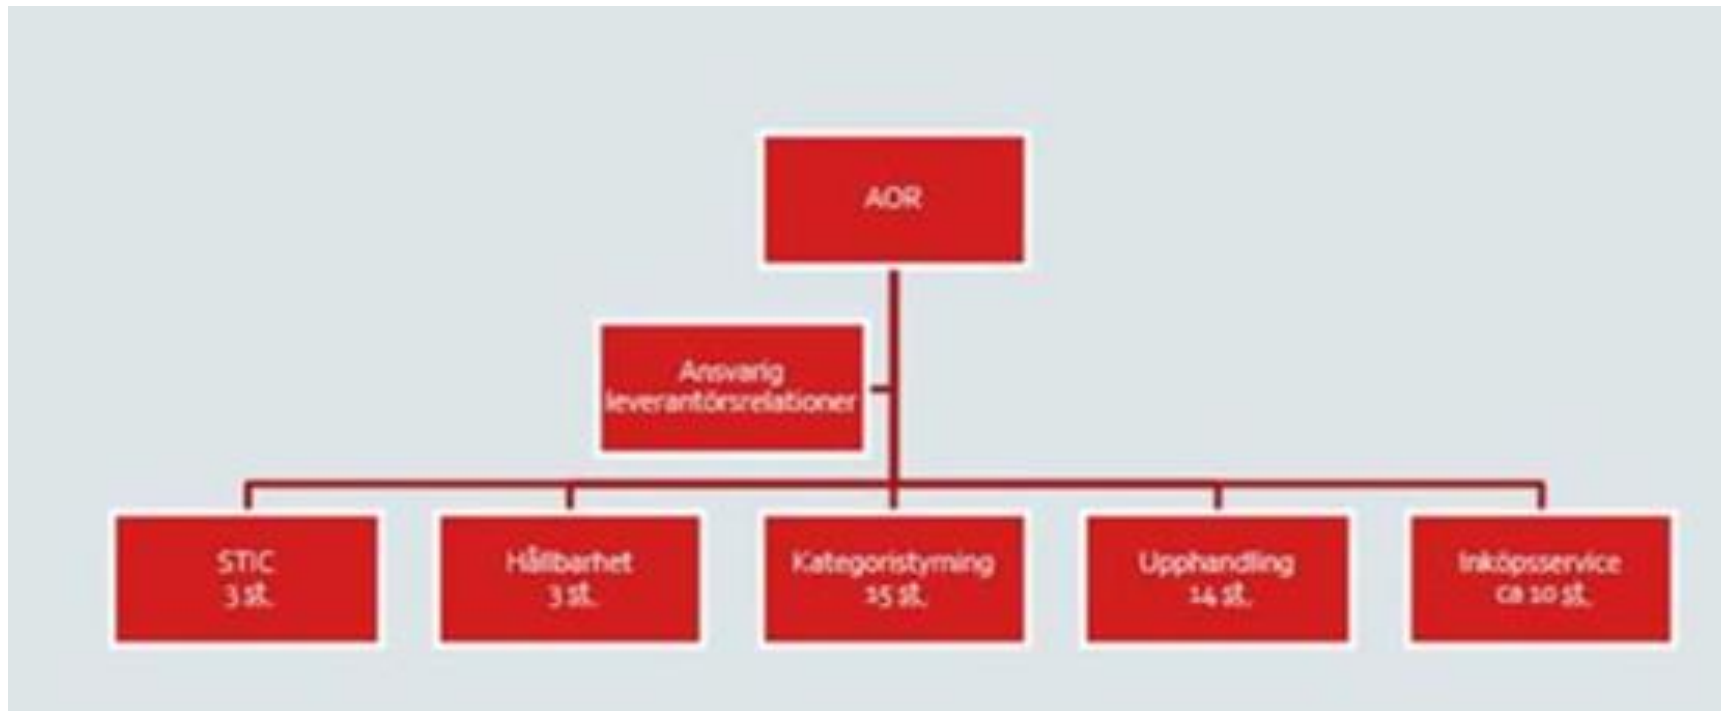 AOR
Ansvarig
leverantörsrelationer
STIC
3 st.
Hållbarhet
3 st.
Kategoristyrning
15 st.
Upphandling
14 st.
Inköpsservice
ca 10 st.